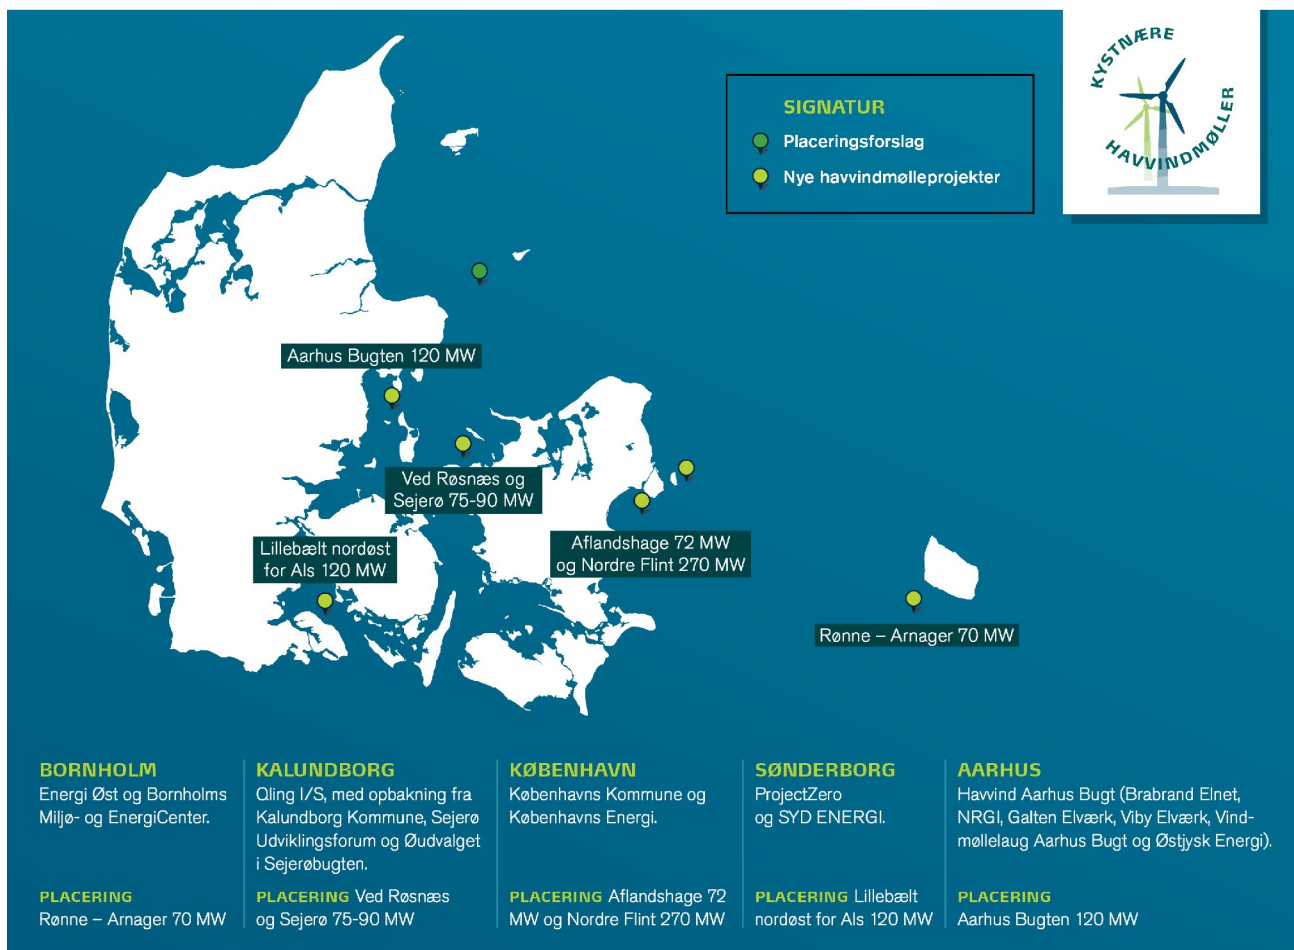 KYSTNÆRE
HAVVINDMØLLER
SIGNATUR
Placeringsforslag
Nye havvindmølleprojekter
Aarhus Bugten 120 MW
Ved Røsnæs og
Sejerø 75-90 MW
Lillebælt nordøst
for Als 120 MW
Aflandshage 72 MW
og Nordre Flint 270 MW
Rønne – Arnager 70 MW
BORNHOLM
Energi Øst og Bornholms
Miljø- og EnergiCenter.
PLACERING
Rønne – Arnager 70 MW
KALUNDBORG
Qling I/S, med opbakning fra
Kalundborg Kommune, Sejerø
Udviklingsforum og Øudvalget
i Sejerøbugten.
PLACERING Ved Røsnæs
og Sejerø 75-90 MW
KØBENHAVN
Københavns Kommune og
Københavns Energi.
PLACERING Aflandshage 72
MW og Nordre Flint 270 MW
SØNDERBORG
ProjectZero
og SYD ENERGI.
PLACERING Lillebælt
nordøst for Als 120 MW
AARHUS
Havvind Aarhus Bugt (Brabrand Elnet,
NRGI, Galten Elværk, Viby Elværk, Vind-
møllelaug Aarhus Bugt og Østjysk Energi).
PLACERING
Aarhus Bugten 120 MW